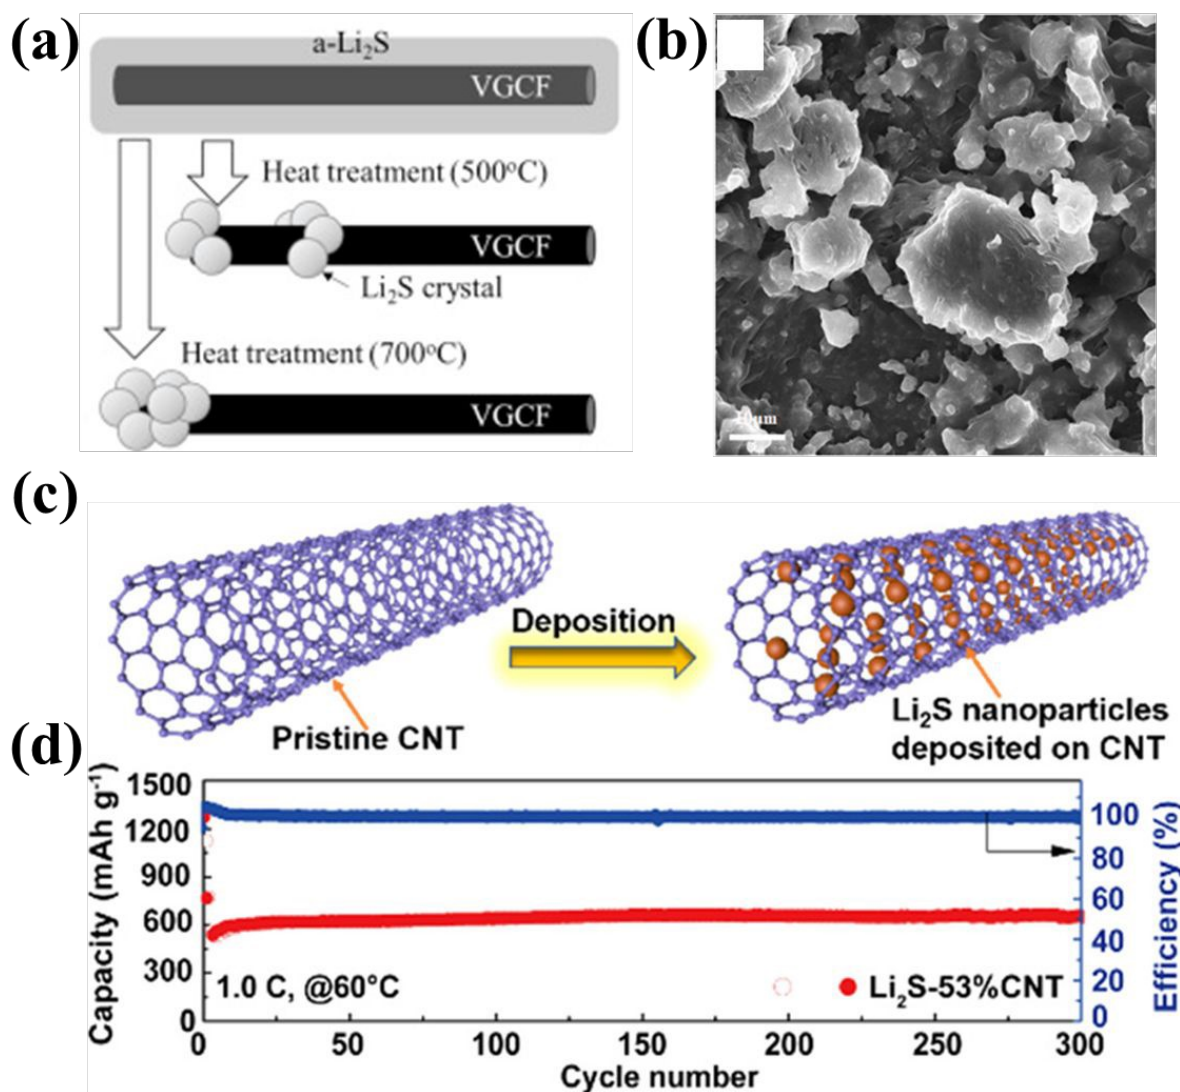 (a)
a-Li₂S
VGCF
Heat treatment (500°C)
VGCF
Li₂S crystal
Heat treatment (700°C)
VGCF
(b)
(c)
Deposition
Pristine CNT
Li₂S nanoparticles
deposited on CNT
(d)
Capacity (mAh g⁻¹)
1500
1200
900
600
300
0
100
80
60
40
20
0
Efficiency (%)
1.0 C, @60°C
Li₂S-53%CNT
0 50 100 150 200 250 300
Cycle number